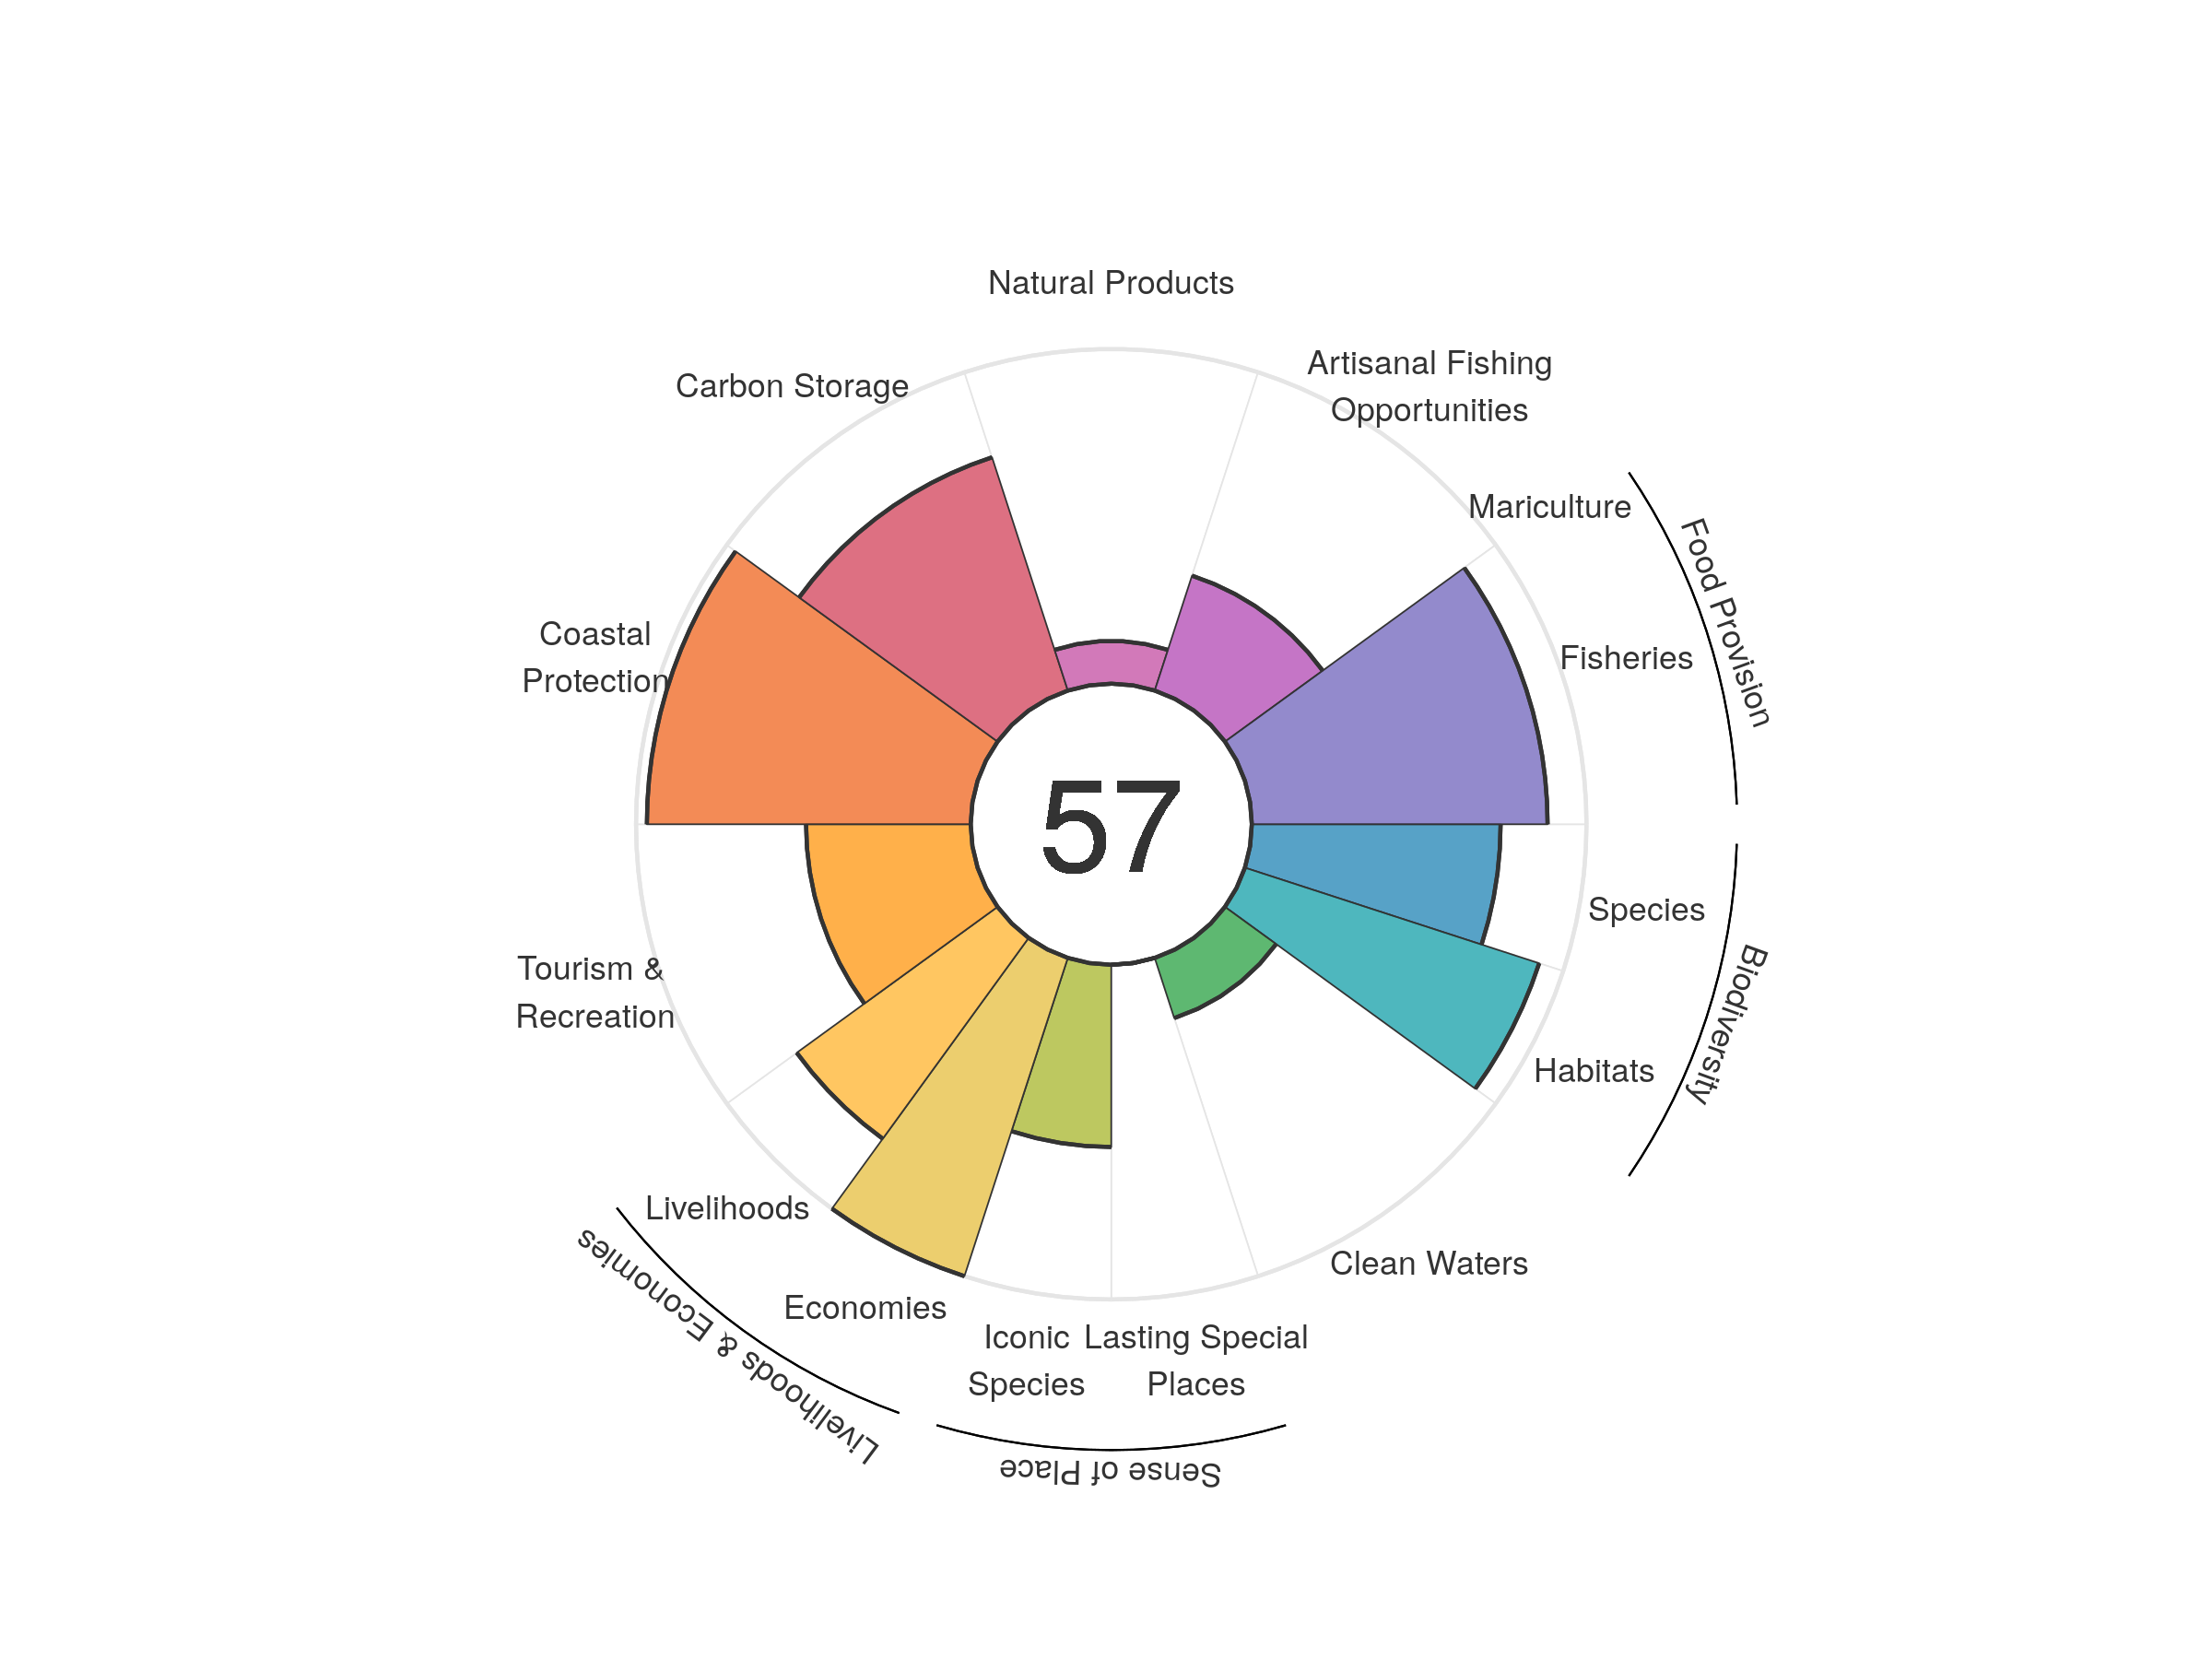 Natural Products
Artisanal Fishing
Opportunities
Carbon Storage
Mariculture
Food Provision
Fisheries
Coastal
Protection
57
Species
Biodiversity
Tourism &
Recreation
Habitats
Livelihoods
Clean Waters
Economies
Livelihoods & Economies
Iconic
Species
Lasting Special
Places
Sense of Place